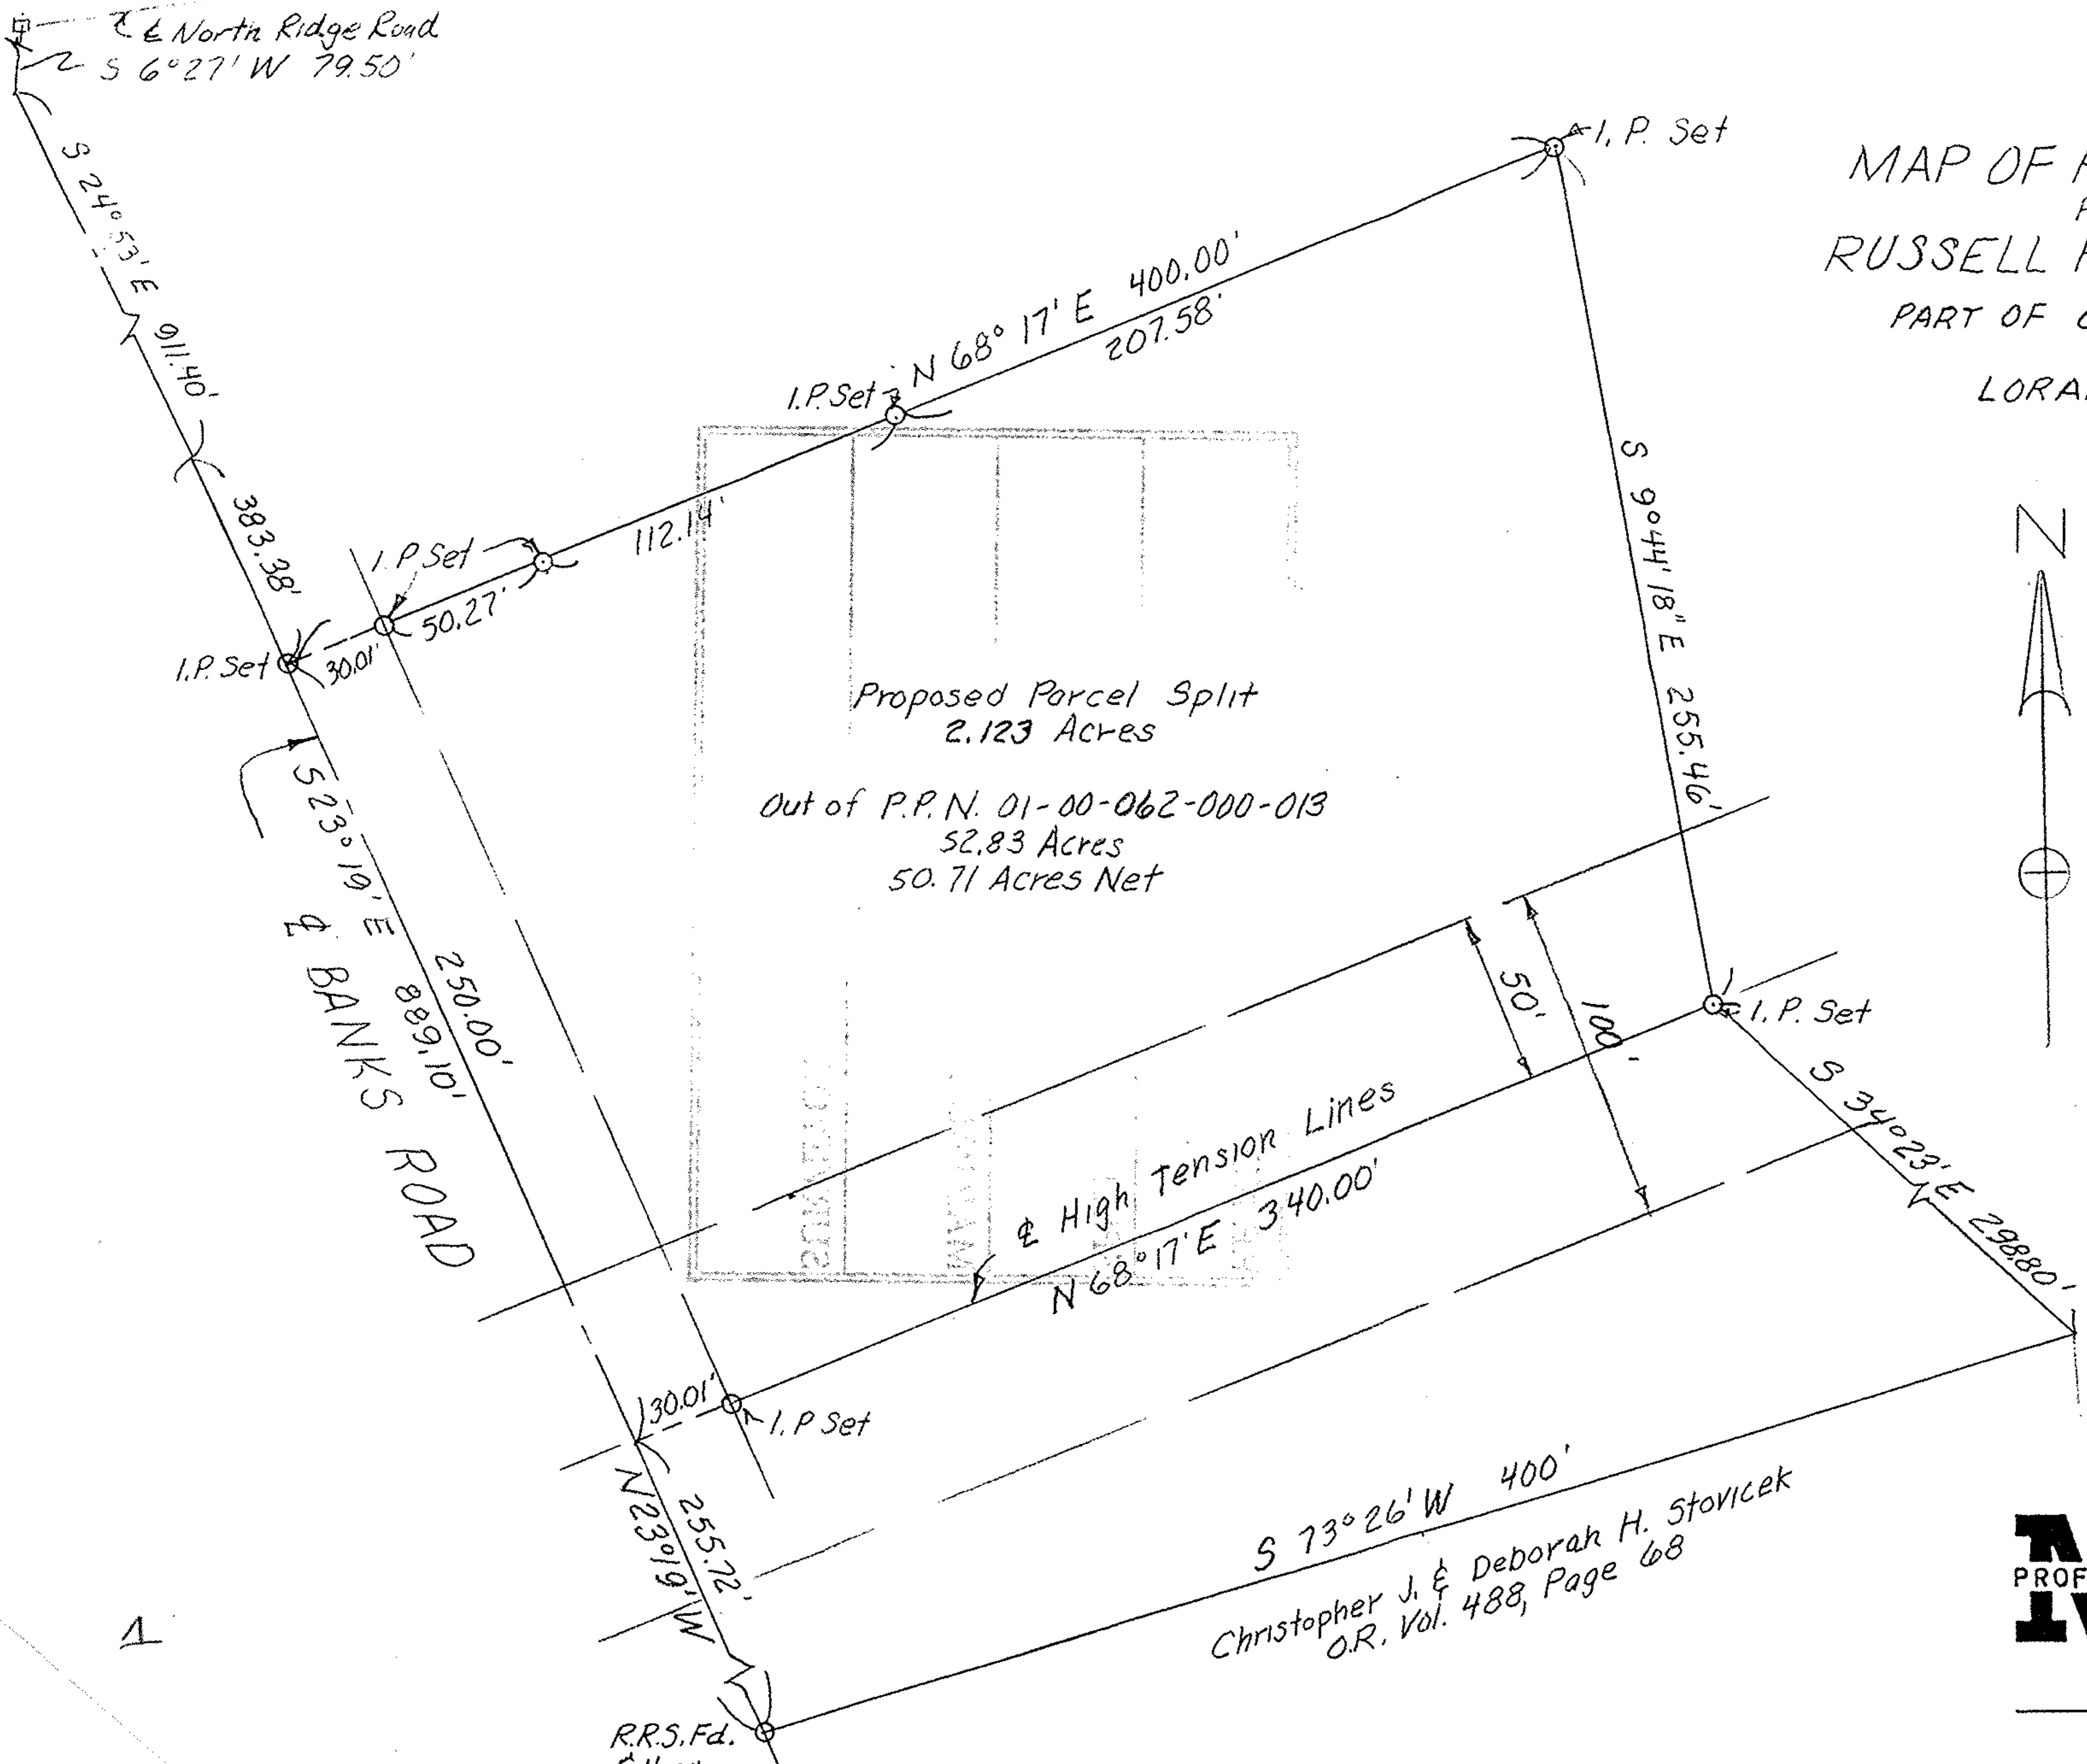 ℄ North Ridge Road
S 6°27' W 79.50'
S 24°53' E 911.40'
383.38'
I.P. Set
MAP OF
RUSSELL
PART OF
LORA
N 68° 17' E 400.00'
207.58'
I.P. Set
112.14'
I.P Set
50.27'
30.01'
I.P. Set
S 9°44' 18" E 255.46'
N
Proposed Parcel Split
2.123 Acres
Out of P.P.N. 01-00-062-000-013
52.83 Acres
50.71 Acres Net
S 23° 19' E 889.10'
250.00'
℄ BANKS ROAD
50'
100'
I. P. Set
S 34°23' E 298.80'
℄ High Tension Lines
N 68°17' E 340.00'
30.01'
I. P Set
N 23°19' W
255.72'
S 73°26' W 400'
Christopher J. & Deborah H. Stovicek
O.R. Vol. 488, Page 68
PROF
1
R.R.S. Fd.